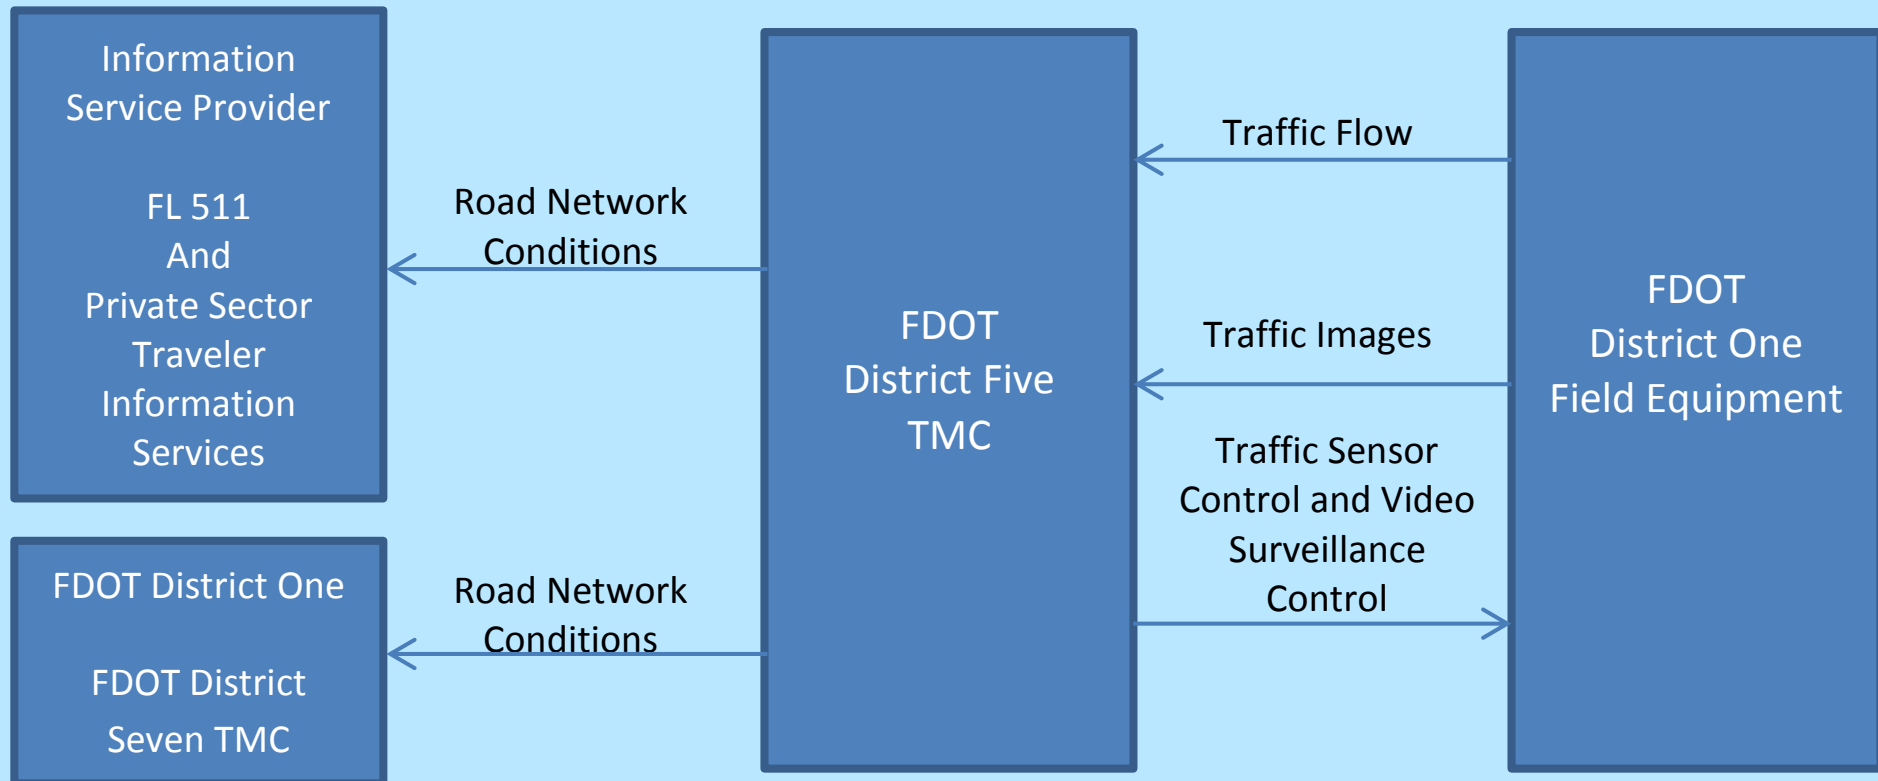 Information
Service Provider
FL 511
And
Private Sector
Traveler
Information
Services
FDOT District One
FDOT District
Seven TMC
Road Network
Conditions
Road Network
Conditions
FDOT
District Five
TMC
Traffic Flow
Traffic Images
Traffic Sensor
Control and Video
Surveillance
Control
FDOT
District One
Field Equipment